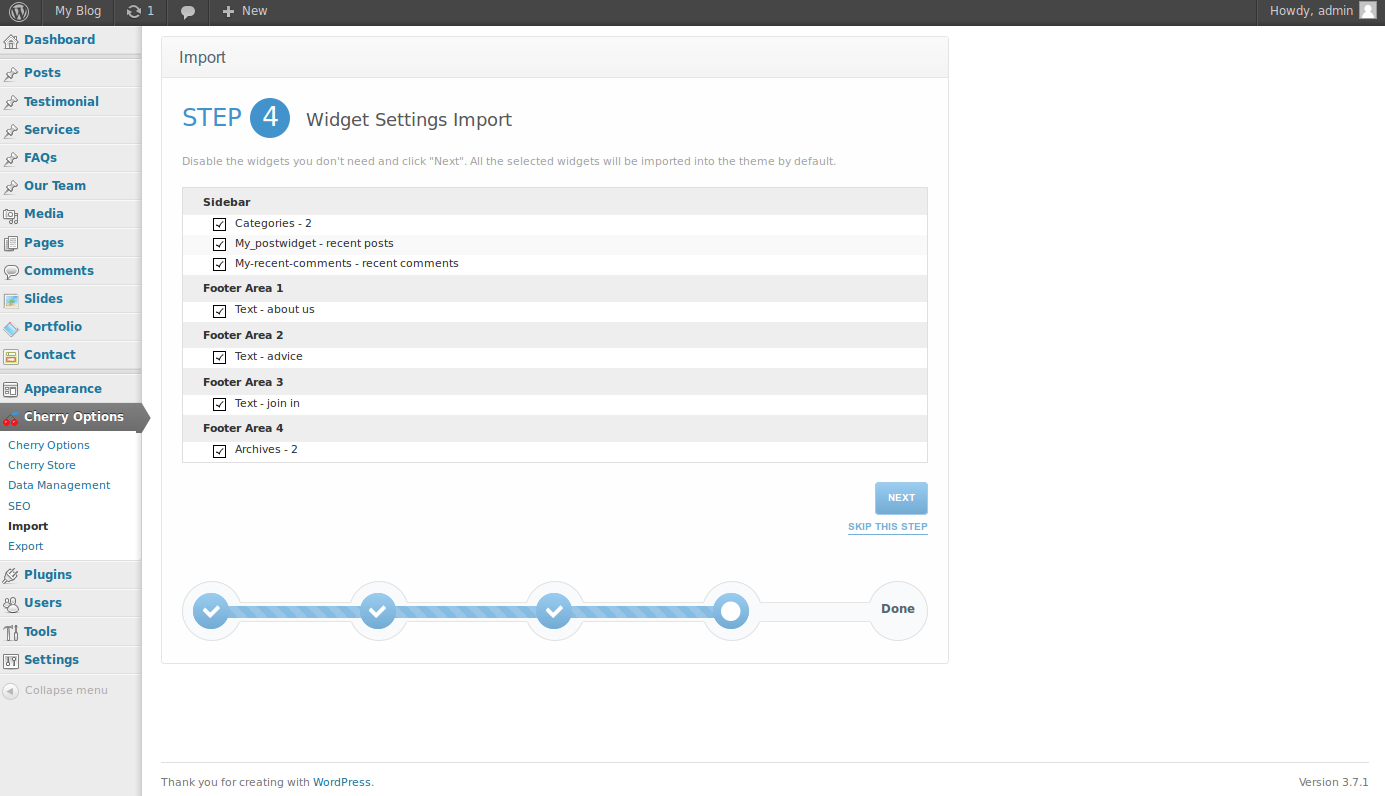 My Blog 1 New Howdy, admin
Dashboard
Posts
Testimonial
Services
FAQs
Our Team
Media
Pages
Comments
Slides
Portfolio
Contact
Appearance
Cherry Options
Cherry Options
Cherry Store
Data Management
SEO
Import
Export
Plugins
Users
Tools
Settings
Collapse menu
Import
STEP 4 Widget Settings Import
Disable the widgets you don't need and click "Next". All the selected widgets will be imported into the theme by default.
Sidebar
Categories - 2
My_postwidget - recent posts
My-recent-comments - recent comments
Footer Area 1
Text - about us
Footer Area 2
Text - advice
Footer Area 3
Text - join in
Footer Area 4
Archives - 2
NEXT
SKIP THIS STEP
Done
Thank you for creating with WordPress. Version 3.7.1